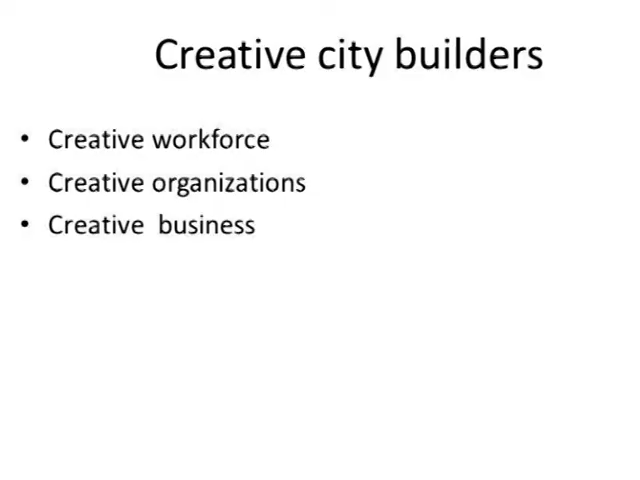 Creative city builders
• Creative workforce
• Creative organizations
• Creative  business